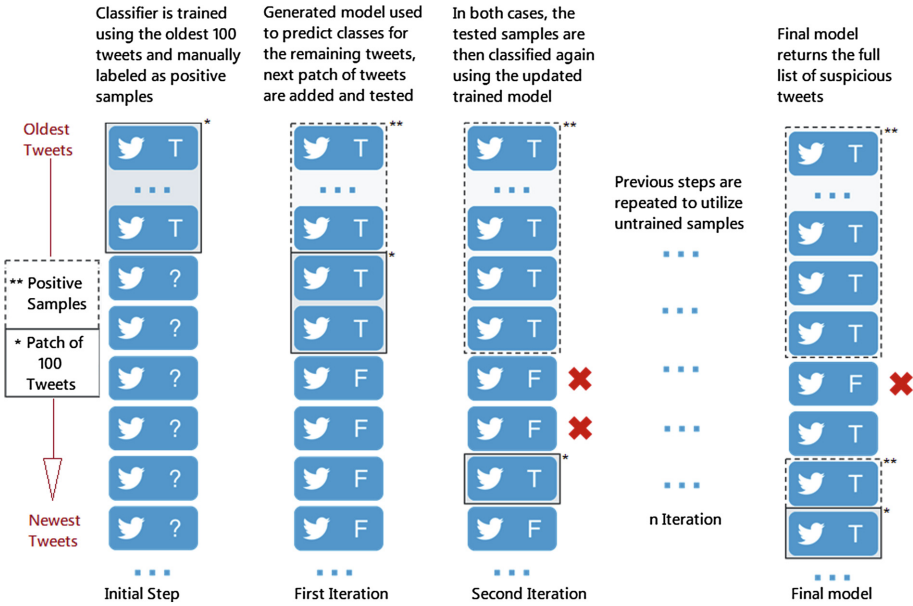 Classifier is trained
using the oldest 100
tweets and manually
labeled as positive
samples
Generated model used
to predict classes for
the remaining tweets,
next patch of tweets
are added and tested
In both cases, the
tested samples are
then classified again
using the updated
trained model
Final model
returns the full
list of suspicious
tweets
Oldest
Tweets
** Positive
Samples
* Patch of
100
Tweets
Newest
Tweets
*
T
T
?
?
?
?
?
?
Initial Step
**
T
T
*
T
T
F
F
F
F
First Iteration
**
T
T
T
T
F
F
*
T
F
Second Iteration
Previous steps are
repeated to utilize
untrained samples
n Iteration
**
T
T
T
T
F
T
**
T
*
T
Final model